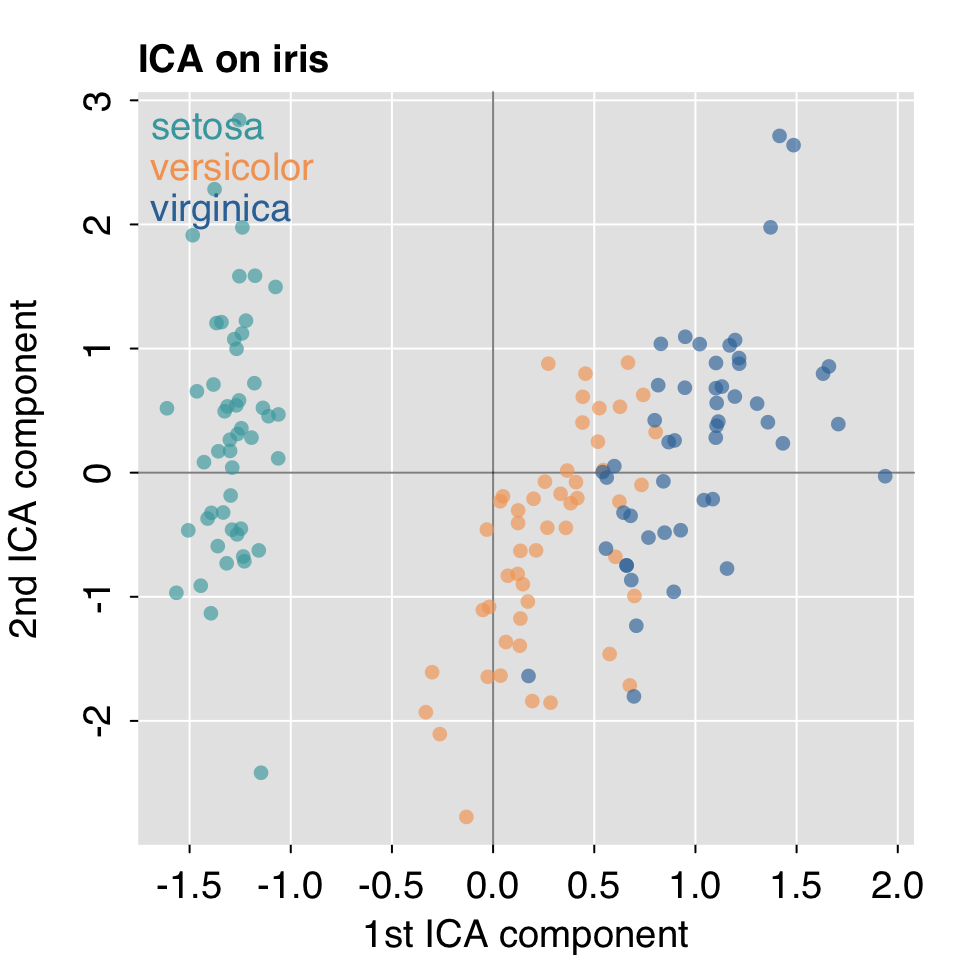 ICA on iris
setosa
versicolor
virginica
3
2
1
0
-1
-2
2nd ICA component
-1.5 -1.0 -0.5 0.0 0.5 1.0 1.5 2.0
1st ICA component